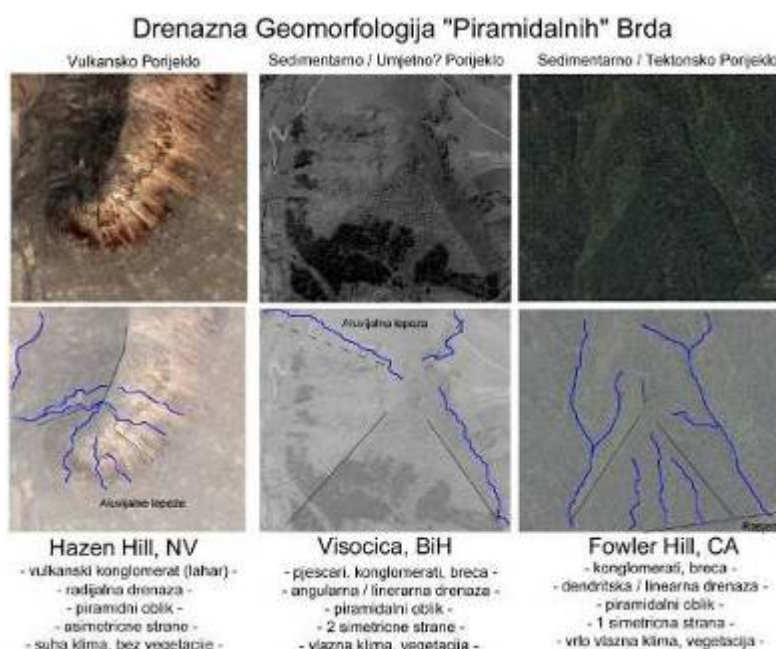 Drenazna Geomorfologija "Piramidalnih" Brda
Vulkansko Porijeklo
Sedimentarno / Umjetno? Porijeklo
Sedimentarno / Tektonsko Porijeklo
Aluvijalne lepeza
Aluvijalna lepeza
Rasjed
Hazen Hill, NV
- vulkanski konglomerat (lahar) -
- radijalna drenaza -
- piramidni oblik -
- asimetricne strane -
- suha klima, bez vegetacije -
Visocica, BiH
- pjescari, konglomerati, breca -
- angularna / linerarna drenaza -
- piramidalni oblik -
- 2 simetricne strane -
- vlazna klima, vegetacija -
Fowler Hill, CA
- konglomerati, breca -
- dendritska / linearna drenaza -
- piramidalni oblik -
- 1 simetricna strana -
- vrlo vlazna klima, vegetacija -